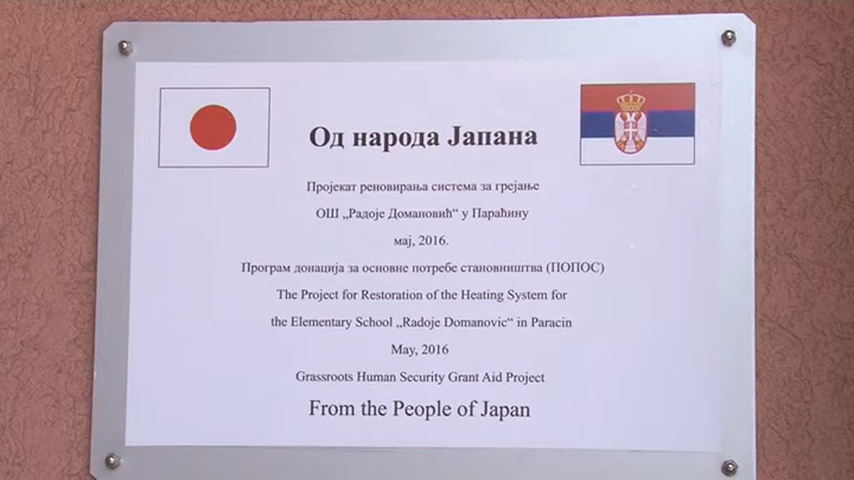 Од народа Јапана
Пројекат реновирања система за грејање
ОШ „Радоје Домановић“ у Параћину
мај, 2016.
Програм донација за основне потребе становништва (ПОПОС)
The Project for Restoration of the Heating System for
the Elementary School „Radoje Domanovic“ in Paracin
May, 2016
Grassroots Human Security Grant Aid Project
From the People of Japan